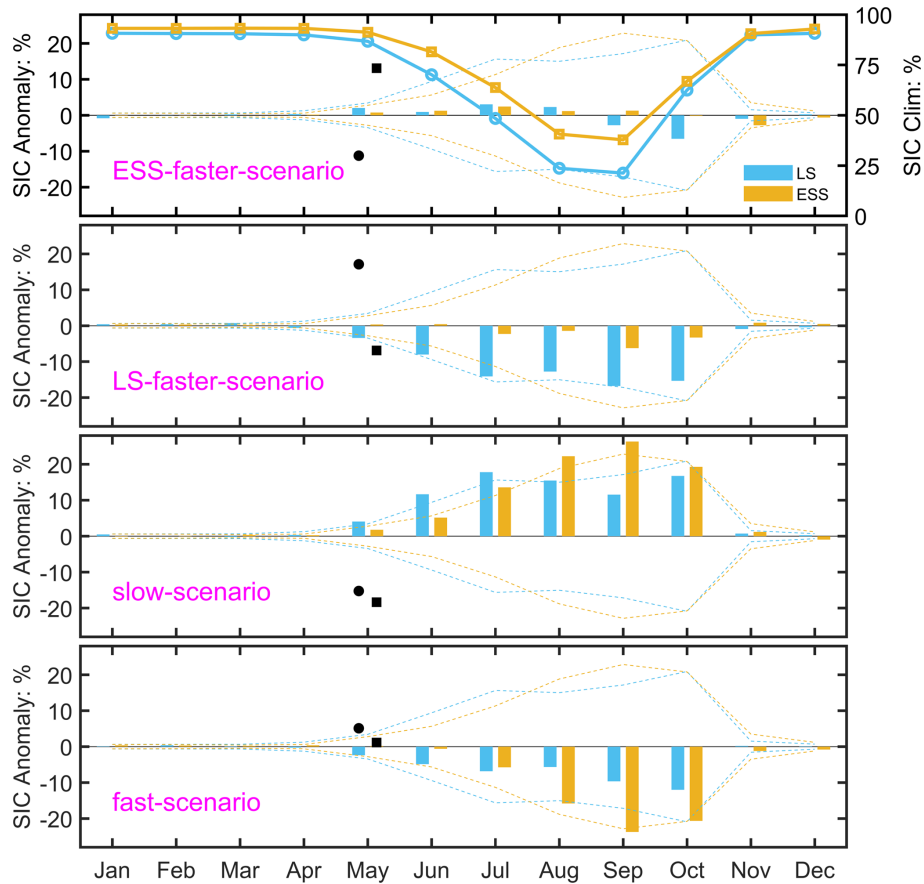 SIC Anomaly: %
20
10
0
-10
-20
100
75
50
25
0
SIC Clim: %
ESS-faster-scenario
LS
ESS
SIC Anomaly: %
20
10
0
-10
-20
LS-faster-scenario
SIC Anomaly: %
20
10
0
-10
-20
slow-scenario
SIC Anomaly: %
20
10
0
-10
-20
fast-scenario
Jan Feb Mar Apr May Jun Jul Aug Sep Oct Nov Dec